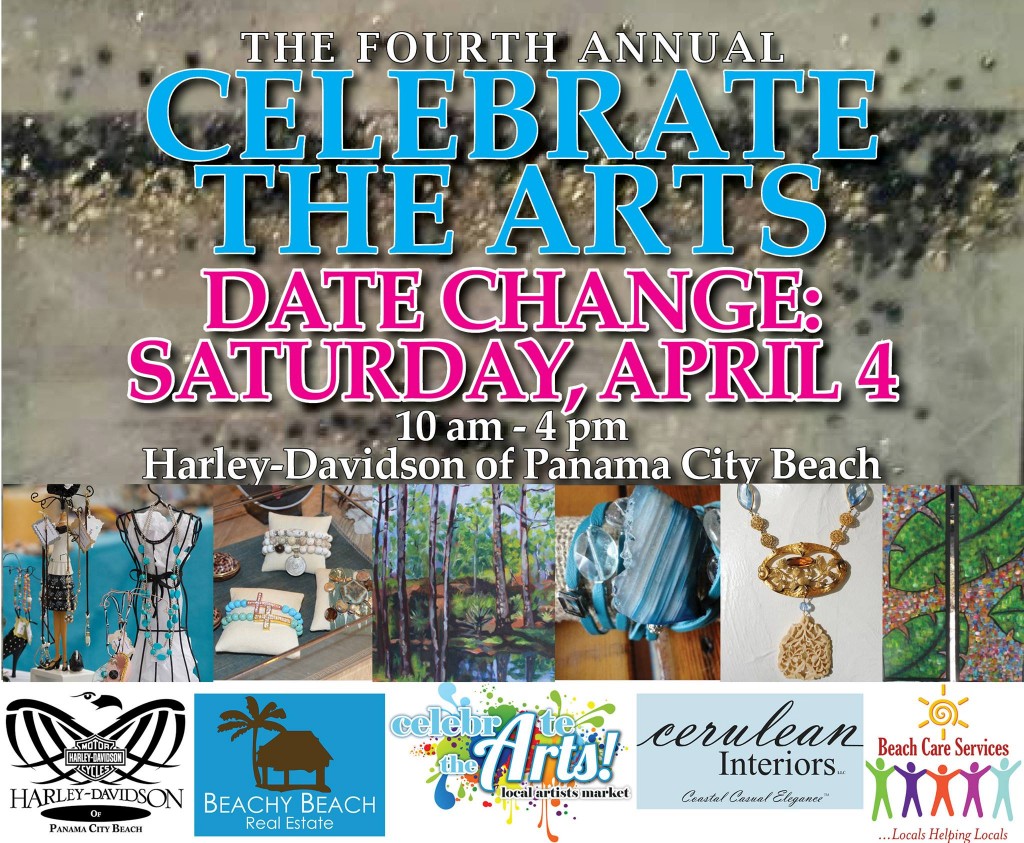 THE FOURTH ANNUAL
CELEBRATE
THE ARTS
DATE CHANGE:
SATURDAY, APRIL 4
10 am - 4 pm
Harley-Davidson of Panama City Beach
MOTOR
HARLEY-DAVIDSON
CYCLES
HARLEY-DAVIDSON
OF
PANAMA CITY BEACH
BEACHY BEACH
Real Estate
celebrAte
the Arts!
local artists market
cerulean
Interiors LLC
Coastal Casual Elegance™
Beach Care Services
...Locals Helping Locals